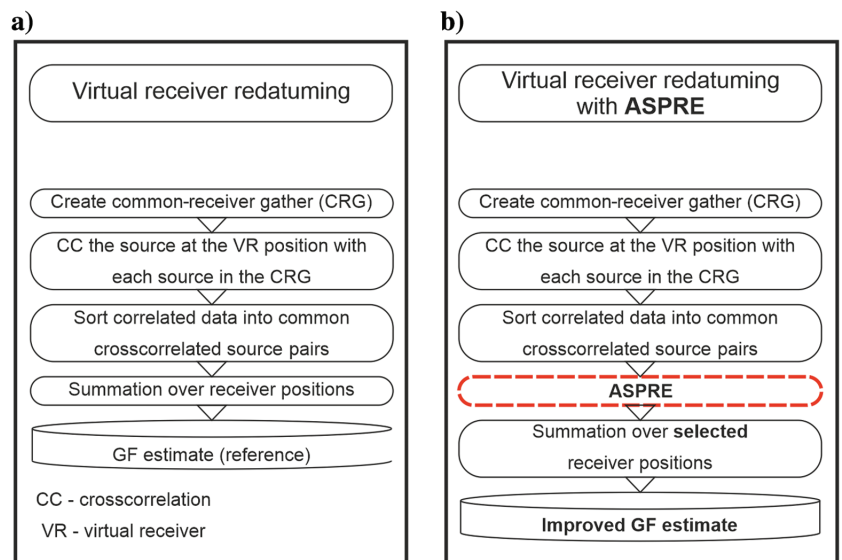 a)
Virtual receiver redatuming
Create common-receiver gather (CRG)
CC the source at the VR position with
each source in the CRG
Sort correlated data into common
crosscorrelated source pairs
Summation over receiver positions
GF estimate (reference)
CC - crosscorrelation
VR - virtual receiver
b)
Virtual receiver redatuming
with ASPRE
Create common-receiver gather (CRG)
CC the source at the VR position with
each source in the CRG
Sort correlated data into common
crosscorrelated source pairs
ASPRE
Summation over selected
receiver positions
Improved GF estimate